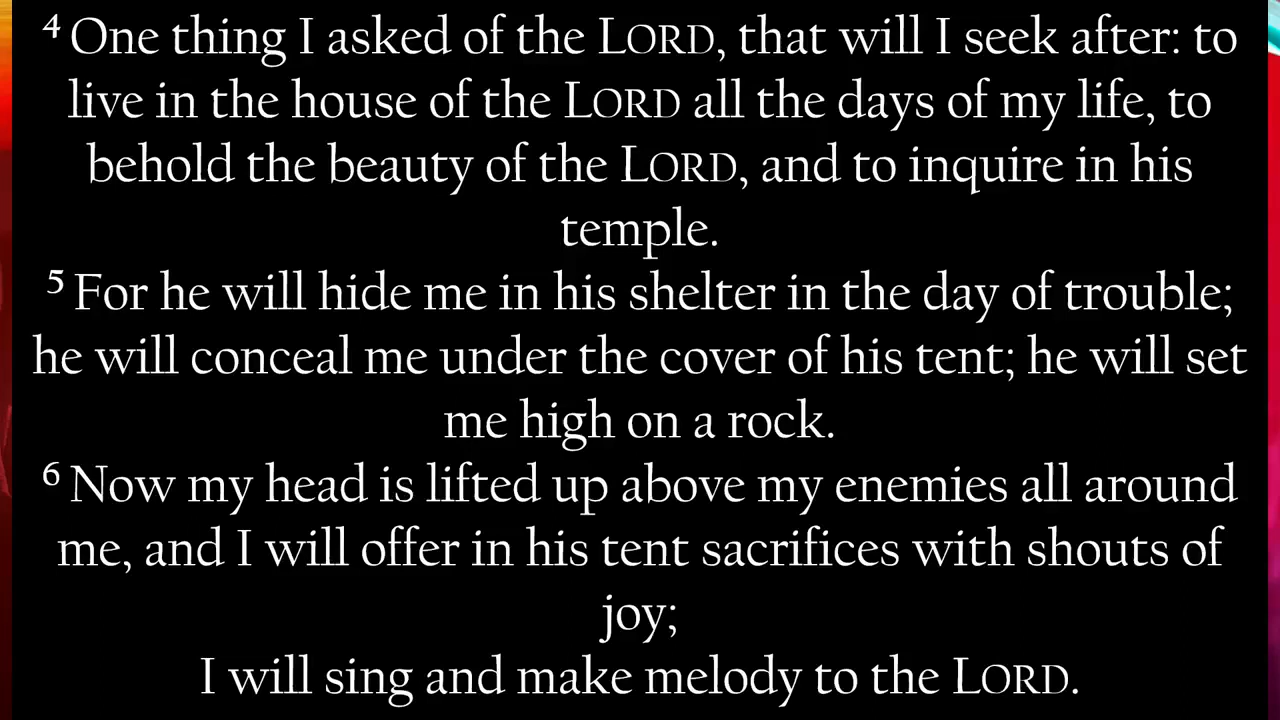 ⁴ One thing I asked of the LORD, that will I seek after: to
live in the house of the LORD all the days of my life, to
behold the beauty of the LORD, and to inquire in his
temple.
⁵ For he will hide me in his shelter in the day of trouble;
he will conceal me under the cover of his tent; he will set
me high on a rock.
⁶ Now my head is lifted up above my enemies all around
me, and I will offer in his tent sacrifices with shouts of
joy;
I will sing and make melody to the LORD.